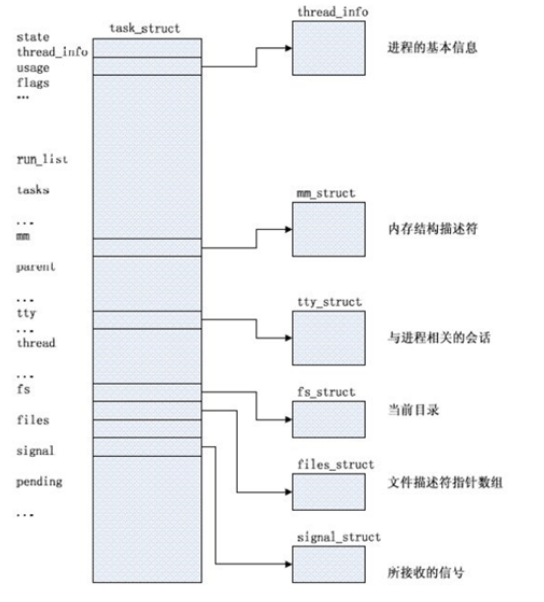 thread_info
task_struct
state
thread_info
usage
flags
...
进程的基本信息
run_list
tasks
...
mm_struct
mm
内存结构描述符
parent
...
tty_struct
tty
...
thread
与进程相关的会话
...
fs_struct
fs
当前目录
files
signal
files_struct
pending
文件描述符指针数组
...
signal_struct
所接收的信号